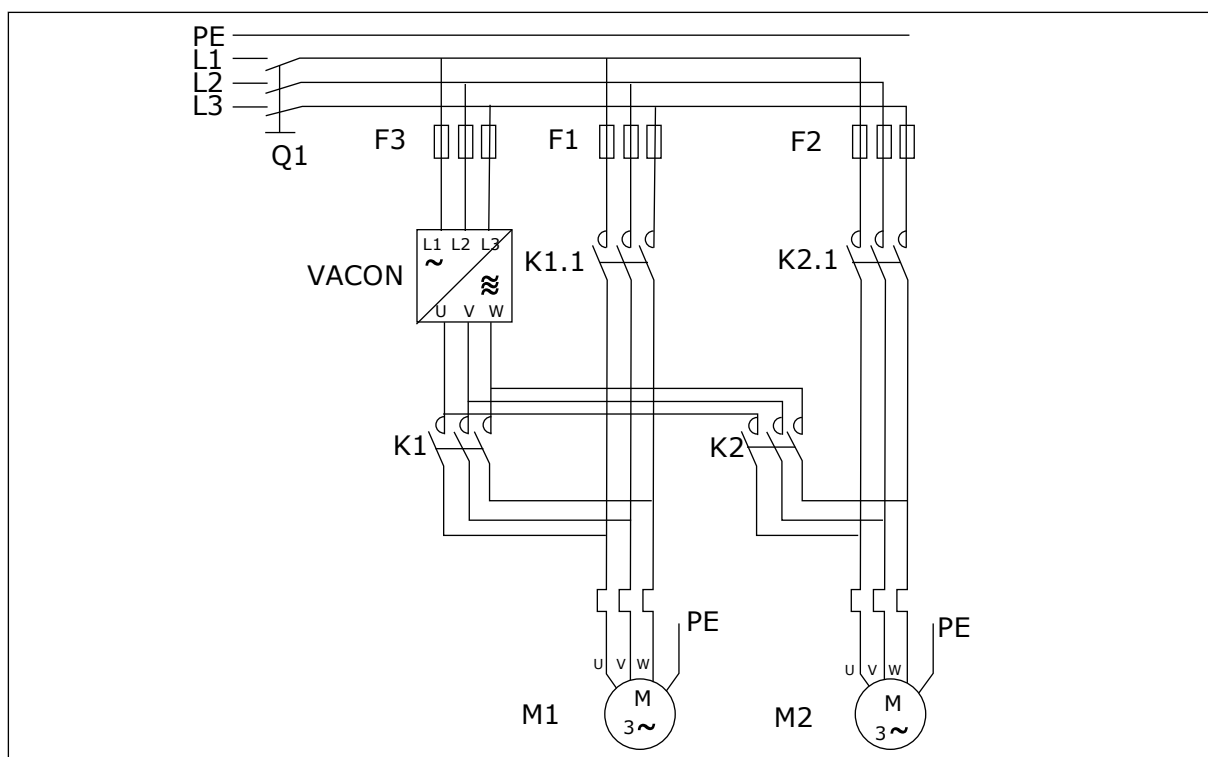 PE
L1
L2
L3
Q1
F3
F1
F2
L1 L2 L3
~
VACON
K1.1
K2.1
U V W
K1
K2
PE
PE
U V W
U V W
M
3~
M1
M
3~
M2